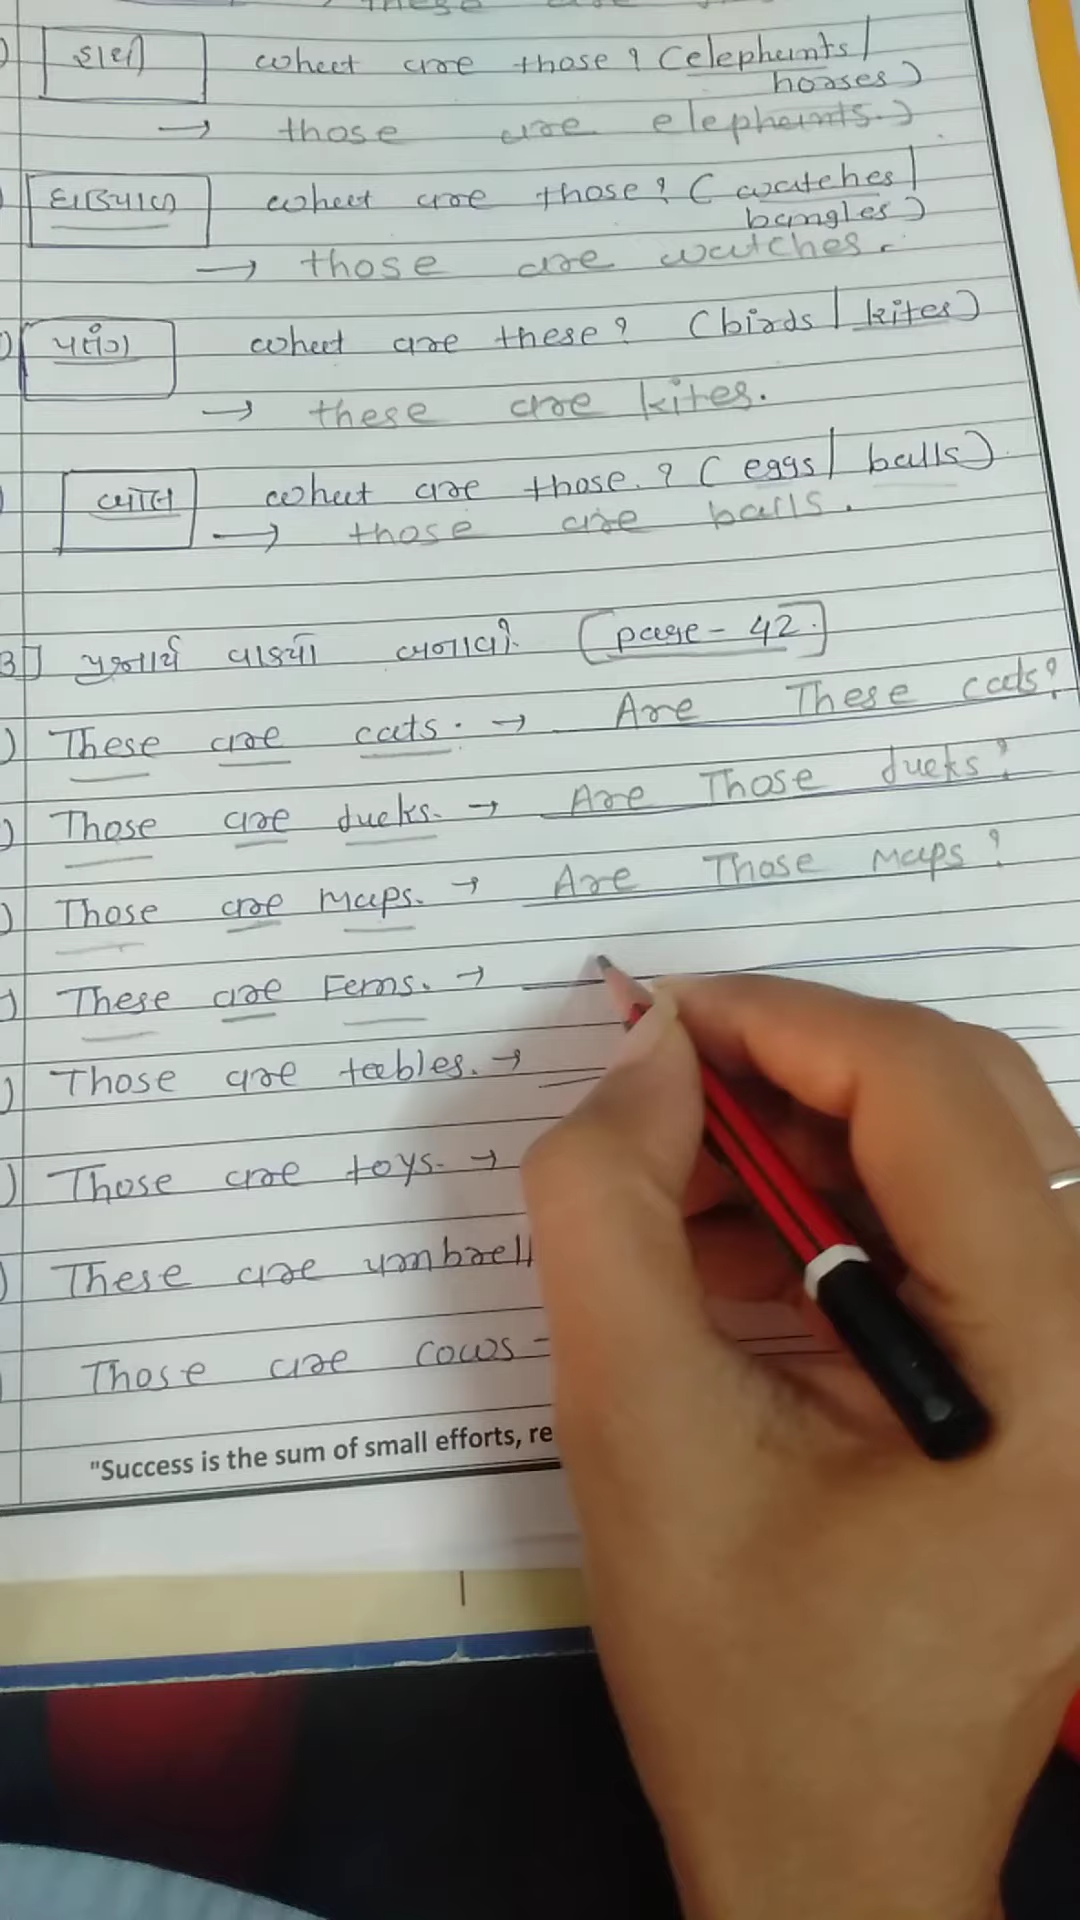 હાથી what are those? (elephants/
horses)
→ those are elephants.)
ઘડિયાળ what are those? (watches/
bangles)
→ those are watches.
પતંગ what are these? (birds / kites)
→ these are kites.
બોલ what are those.? (eggs/ balls)
→ those are balls.
3] પ્રશ્નાર્થ વાક્યો બનાવો. [page-42.]
These are cats. → Are These cats?
Those are ducks. → Are Those ducks?
Those are maps. → Are Those maps?
These are Fens. →
Those are tables. →
Those are toys. →
These are umbrell
Those are cows -
"Success is the sum of small efforts, re